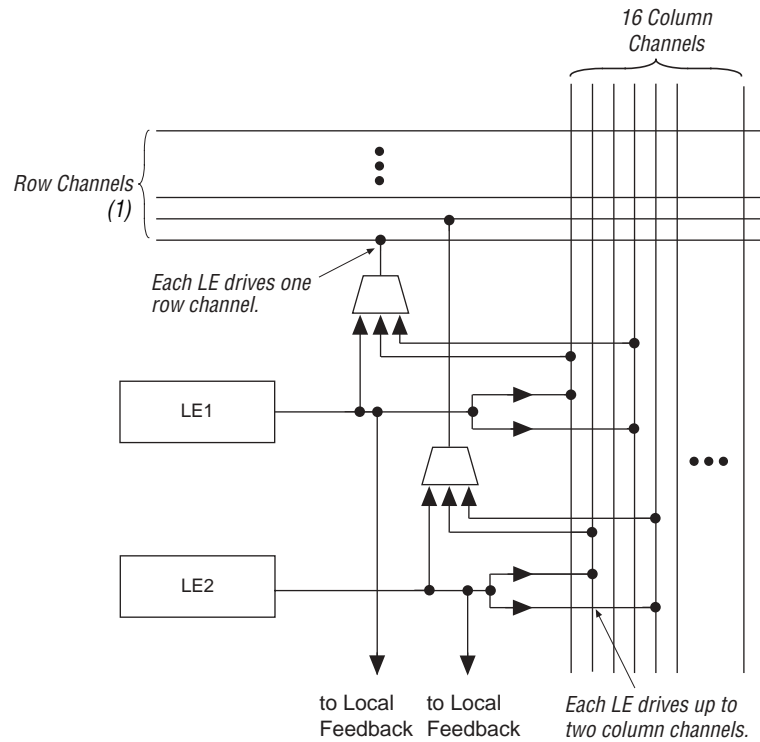 16 Column
Channels
Row Channels
(1)
Each LE drives one
row channel.
LE1
LE2
to Local
Feedback
to Local
Feedback
Each LE drives up to
two column channels.